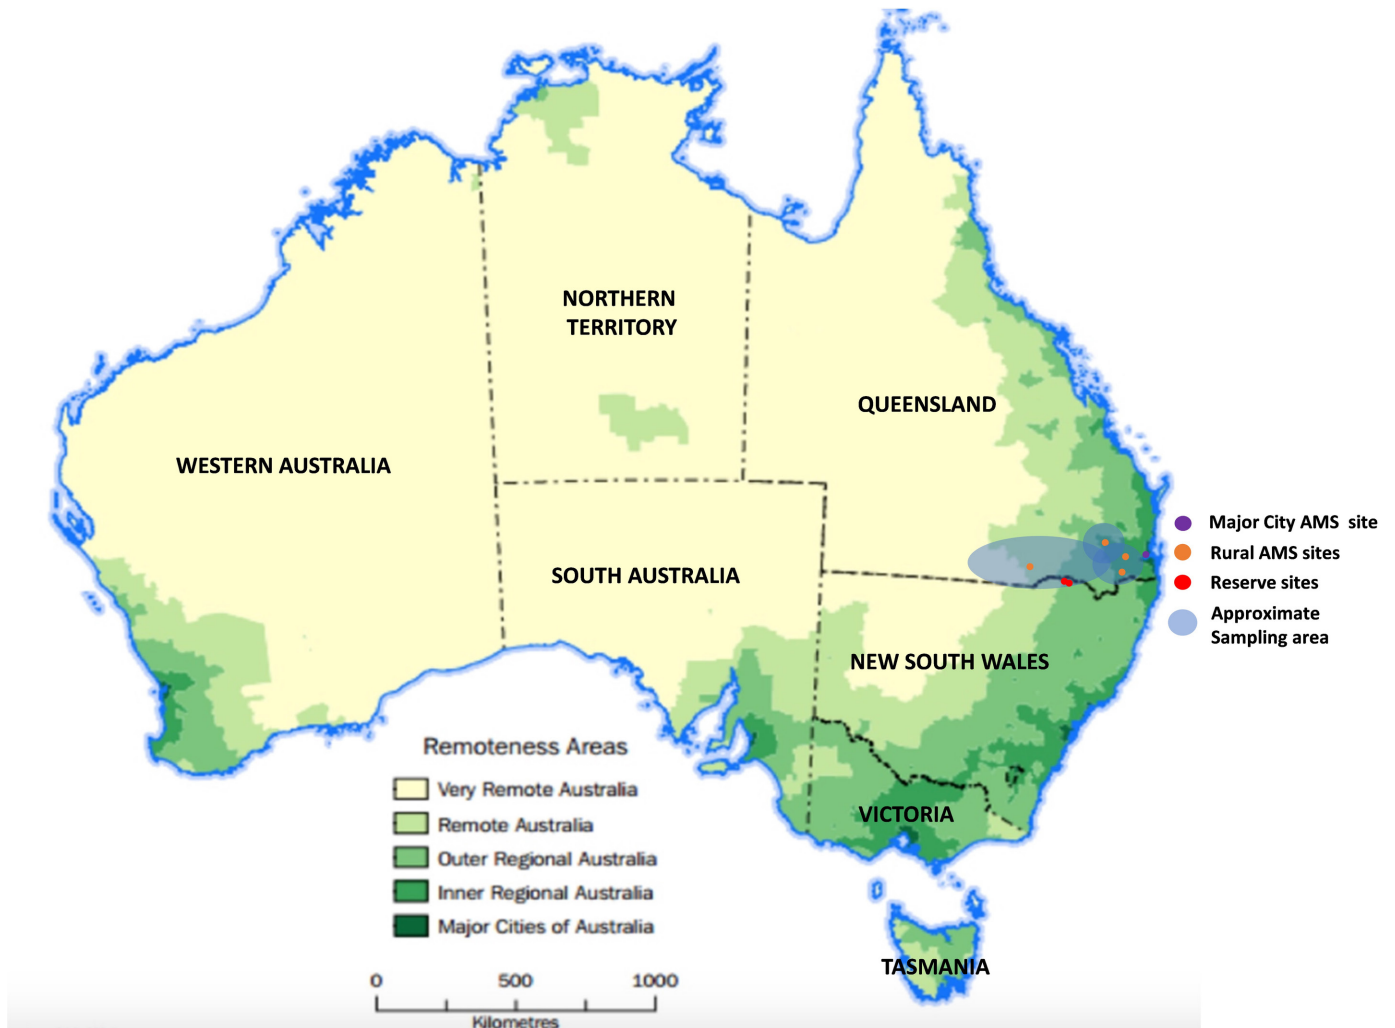 NORTHERN
TERRITORY
QUEENSLAND
WESTERN AUSTRALIA
SOUTH AUSTRALIA
NEW SOUTH WALES
VICTORIA
TASMANIA
Major City AMS site
Rural AMS sites
Reserve sites
Approximate
Sampling area
Remoteness Areas
Very Remote Australia
Remote Australia
Outer Regional Australia
Inner Regional Australia
Major Cities of Australia
0 500 1000
Kilometres